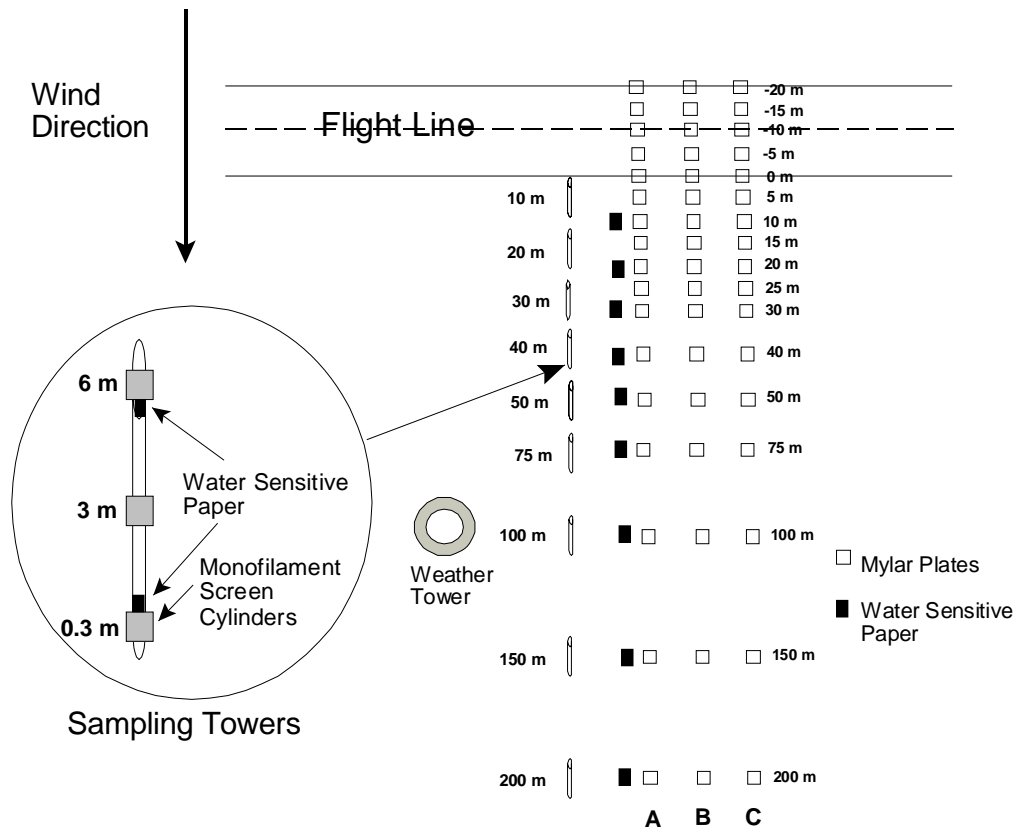 Wind
Direction
Flight Line
-20 m
-15 m
-10 m
-5 m
0 m
5 m
10 m
15 m
20 m
25 m
30 m
40 m
50 m
75 m
100 m
150 m
200 m
10 m
20 m
30 m
40 m
50 m
75 m
100 m
150 m
200 m
6 m
3 m
0.3 m
Water Sensitive
Paper
Monofilament
Screen
Cylinders
Sampling Towers
Weather
Tower
Mylar Plates
Water Sensitive
Paper
A B C